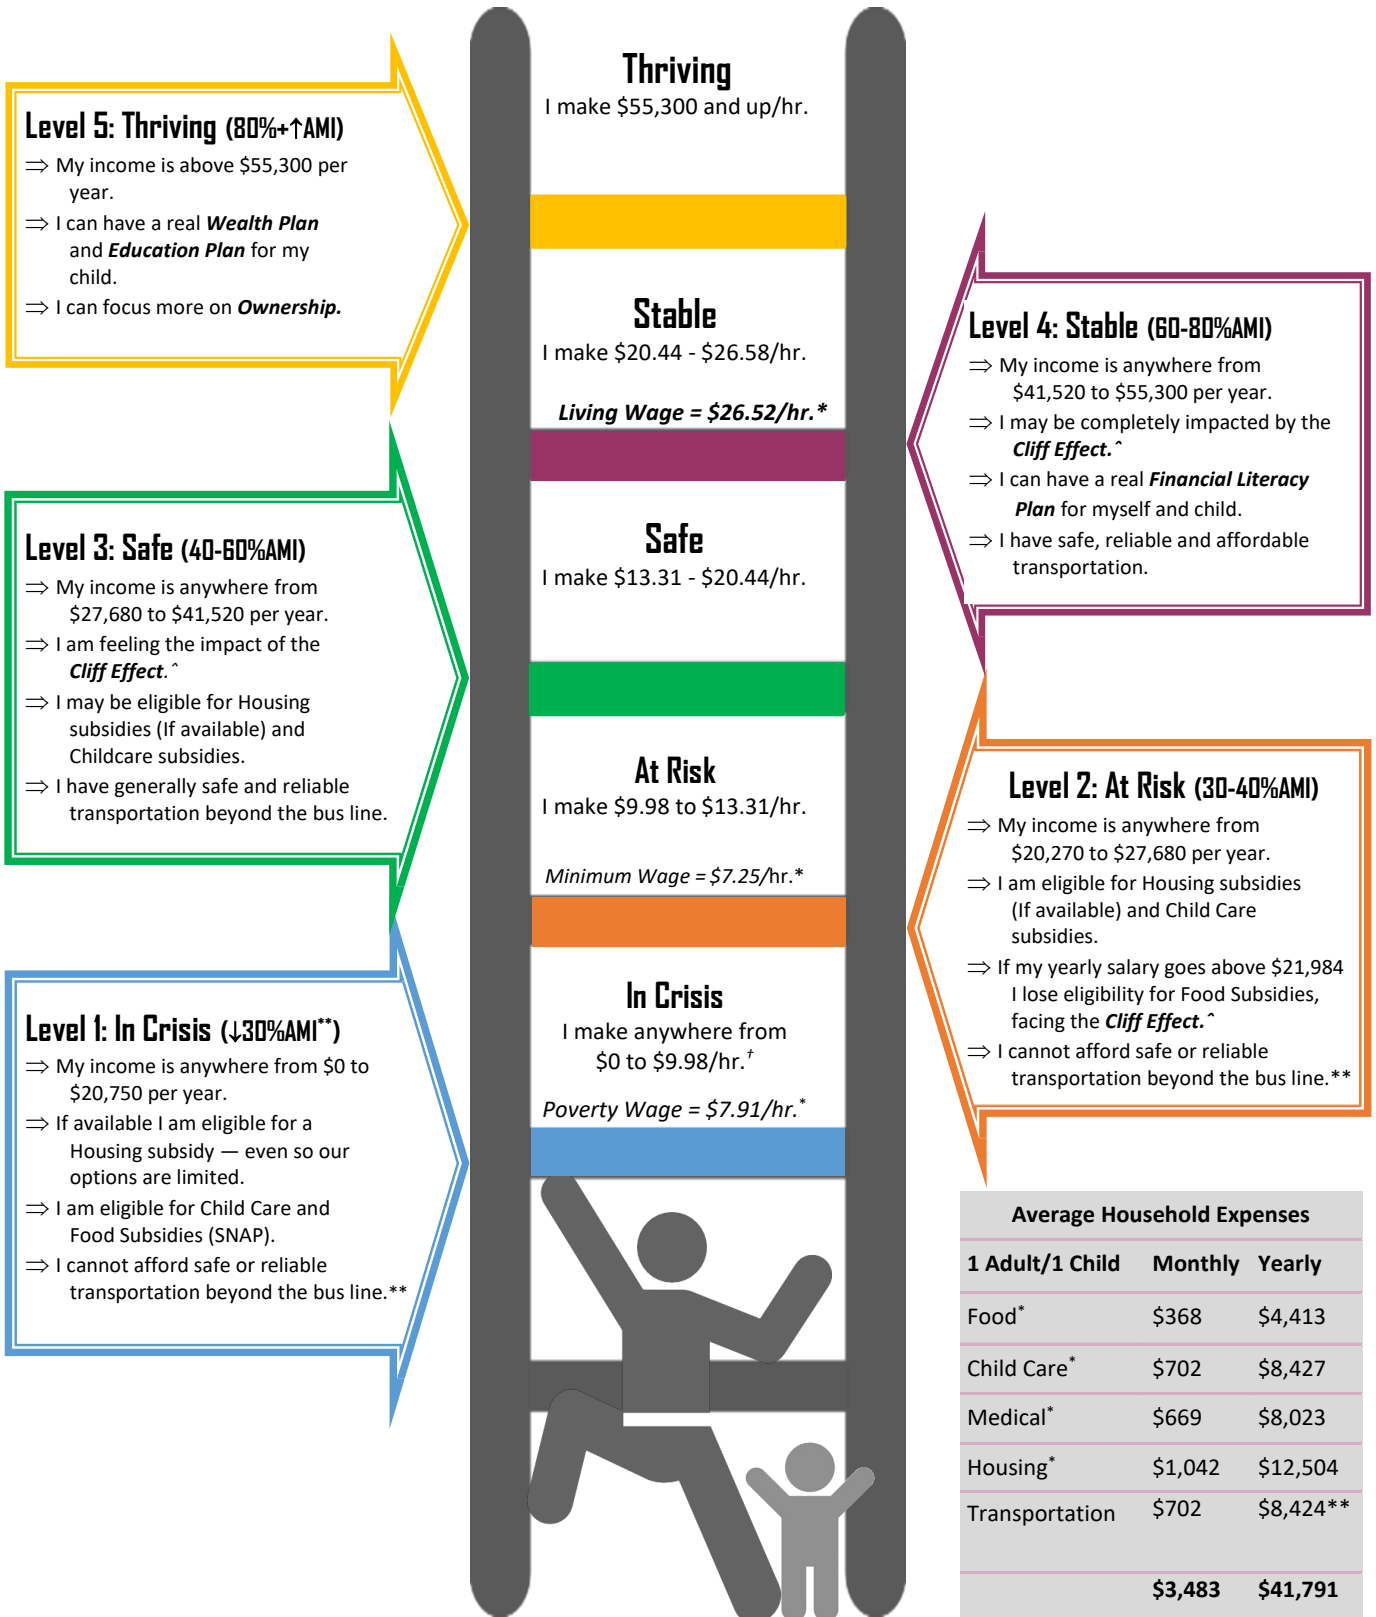 Thriving
I make $55,300 and up/hr.
Level 5: Thriving (80%+↑AMI)
⇒ My income is above $55,300 per
year.
⇒ I can have a real Wealth Plan
and Education Plan for my
child.
⇒ I can focus more on Ownership.
Stable
I make $20.44 - $26.58/hr.
Living Wage = $26.52/hr.*
Level 4: Stable (60-80%AMI)
⇒ My income is anywhere from
$41,520 to $55,300 per year.
⇒ I may be completely impacted by the
Cliff Effect.^
⇒ I can have a real Financial Literacy
Plan for myself and child.
⇒ I have safe, reliable and affordable
transportation.
Level 3: Safe (40-60%AMI)
⇒ My income is anywhere from
$27,680 to $41,520 per year.
⇒ I am feeling the impact of the
Cliff Effect.^
⇒ I may be eligible for Housing
subsidies (If available) and
Childcare subsidies.
⇒ I have generally safe and reliable
transportation beyond the bus line.
Safe
I make $13.31 - $20.44/hr.
At Risk
I make $9.98 to $13.31/hr.
Minimum Wage = $7.25/hr.*
Level 2: At Risk (30-40%AMI)
⇒ My income is anywhere from
$20,270 to $27,680 per year.
⇒ I am eligible for Housing subsidies
(If available) and Child Care
subsidies.
⇒ If my yearly salary goes above $21,984
I lose eligibility for Food Subsidies,
facing the Cliff Effect.^
⇒ I cannot afford safe or reliable
transportation beyond the bus line.**
In Crisis
I make anywhere from
$0 to $9.98/hr.†
Poverty Wage = $7.91/hr.*
Level 1: In Crisis (↓30%AMI**)
⇒ My income is anywhere from $0 to
$20,750 per year.
⇒ If available I am eligible for a
Housing subsidy — even so our
options are limited.
⇒ I am eligible for Child Care and
Food Subsidies (SNAP).
⇒ I cannot afford safe or reliable
transportation beyond the bus line.**
Average Household Expenses
1 Adult/1 Child Monthly Yearly
Food* $368 $4,413
Child Care* $702 $8,427
Medical* $669 $8,023
Housing* $1,042 $12,504
Transportation $702 $8,424**
$3,483 $41,791